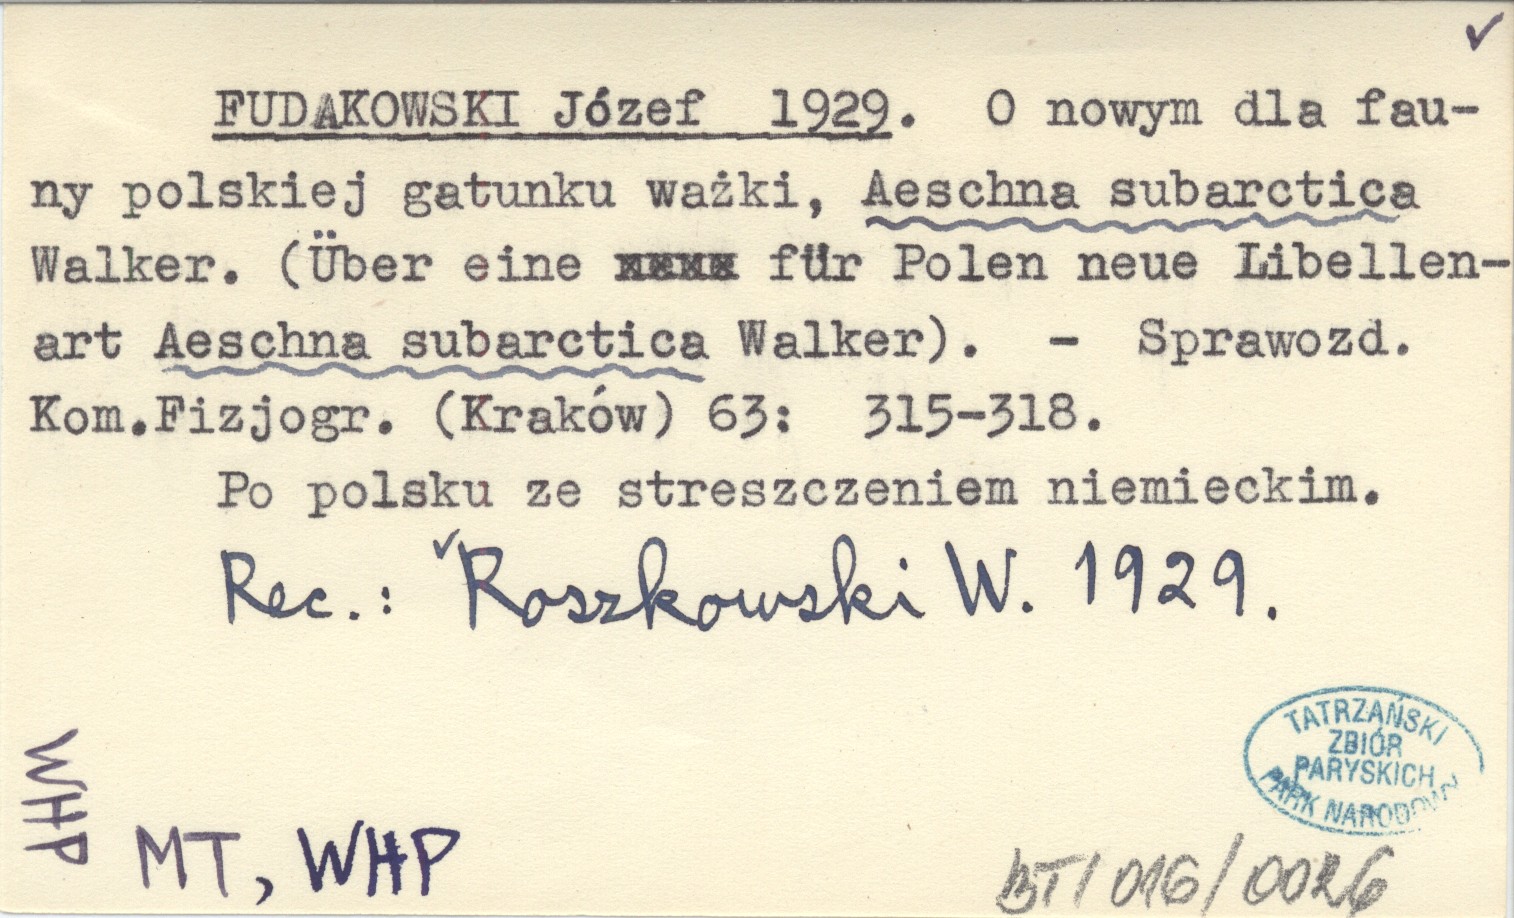 FUDAKOWSKI Józef 1929. O nowym dla fau-
ny polskiej gatunku ważki, Aeschna subarctica
Walker. (Über eine xxxx für Polen neue Libellen-
art Aeschna subarctica Walker). - Sprawozd.
Kom.Fizjogr. (Kraków) 63: 315-318.
Po polsku ze streszczeniem niemieckim.
Rec.: Roszkowski W. 1929.
TATRZAŃSKI
ZBIÓR
PARYSKICH
PARK NARODOWY
WHP
MT, WHP
BT/016/0026